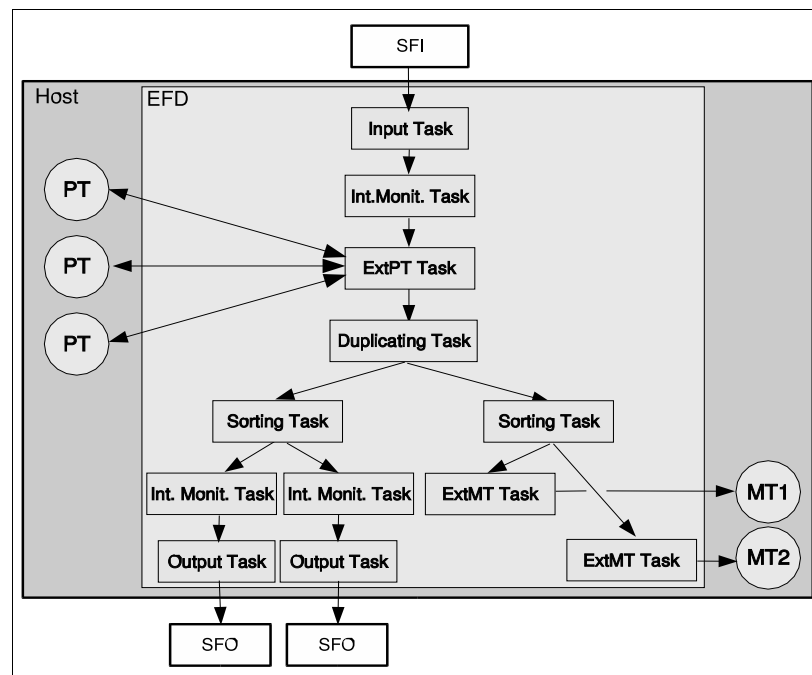 SFI
Host
EFD
Input Task
PT
Int.Monit. Task
PT
ExtPT Task
PT
Duplicating Task
Sorting Task
Sorting Task
Int. Monit. Task
Int. Monit. Task
ExtMT Task
MT1
Output Task
Output Task
ExtMT Task
MT2
SFO
SFO